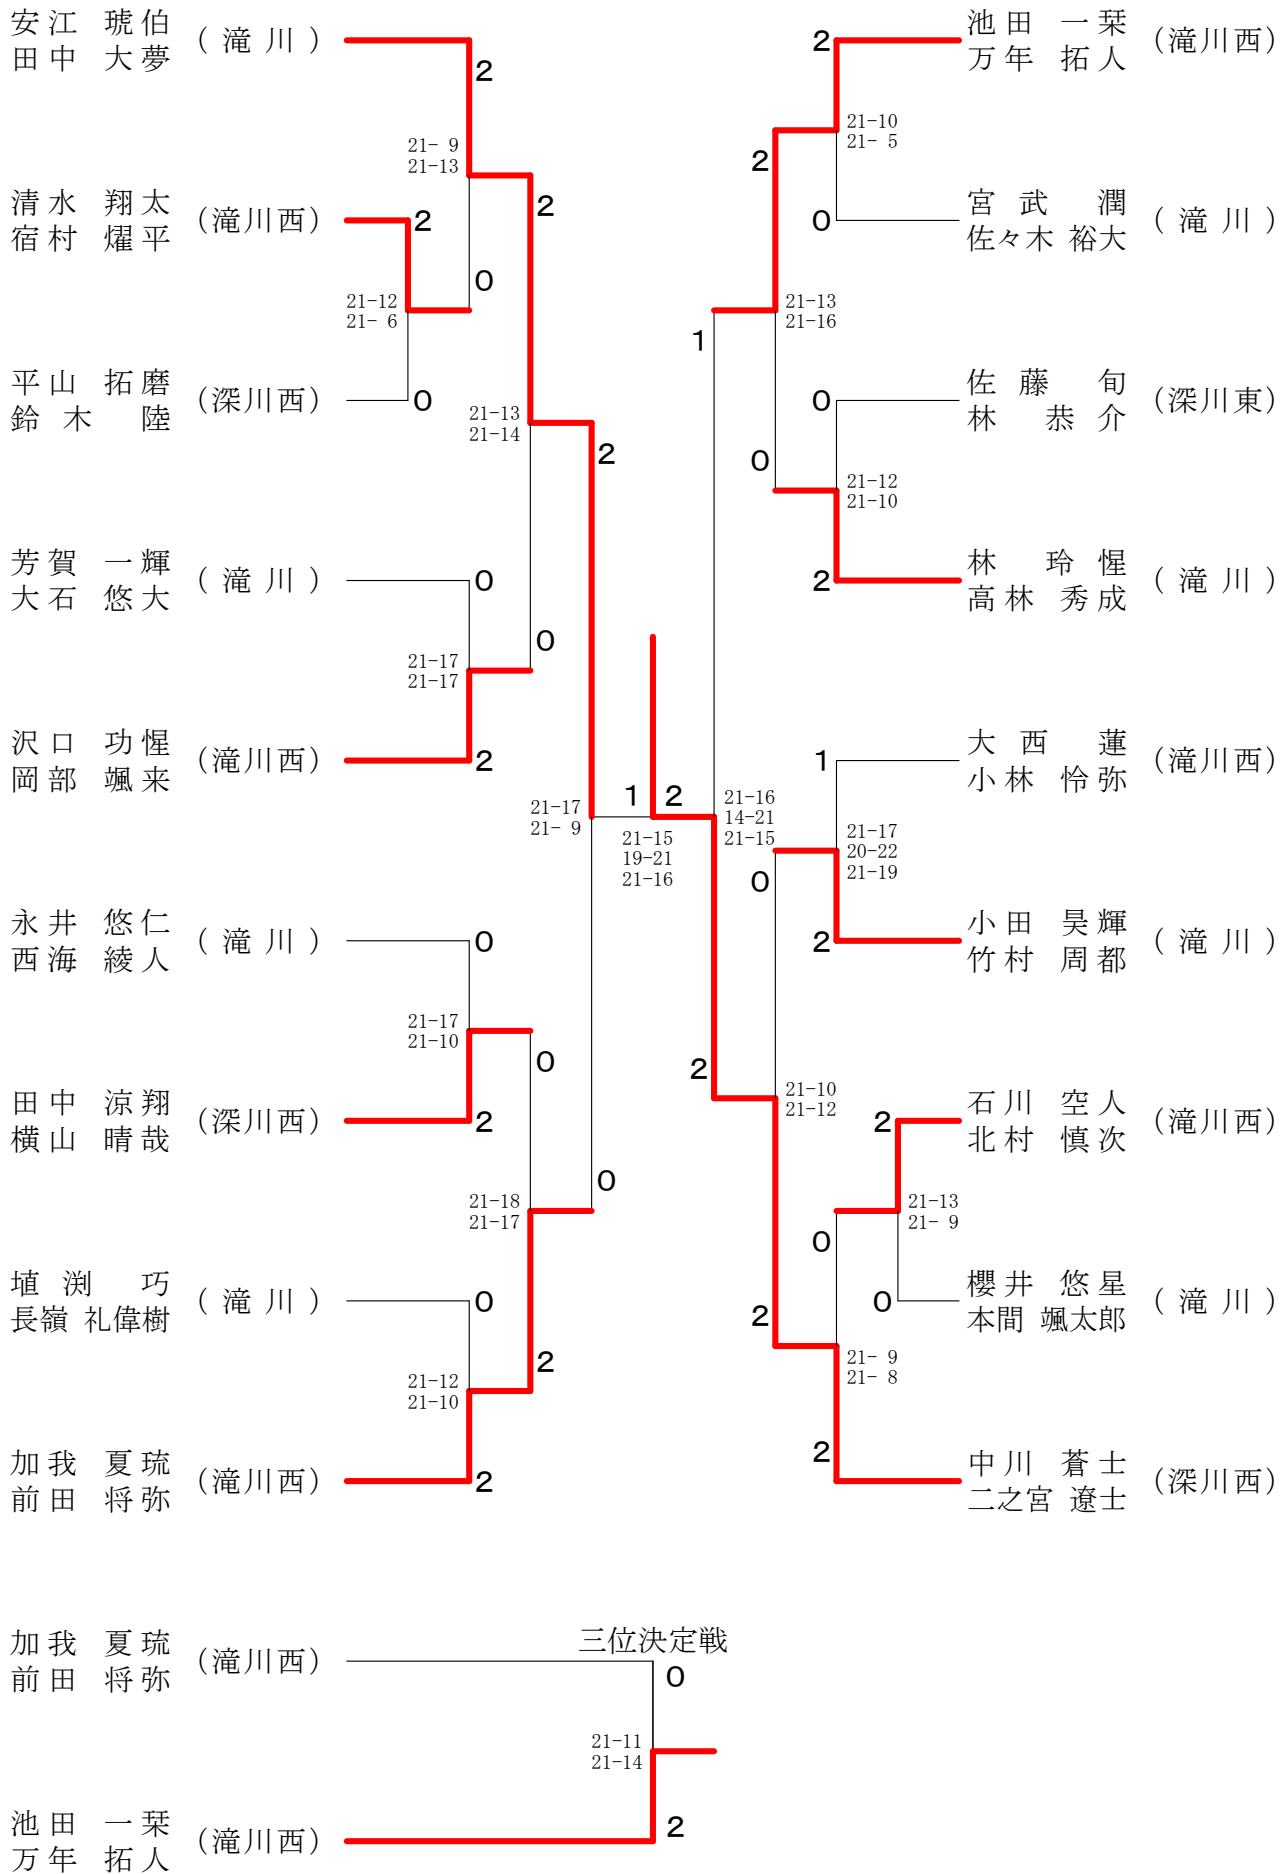 安江 琥伯
田中 大夢
(滝川)
2
21- 9
21-13
2
清水 翔太
宿村 燿平
(滝川西)
2
0
21-12
21- 6
平山 拓磨
鈴木 陸
(深川西)
0
21-13
21-14
2
芳賀 一輝
大石 悠大
(滝川)
0
0
21-17
21-17
沢口 功惺
岡部 颯来
(滝川西)
2
21-17
21- 9
永井 悠仁
西海 綾人
(滝川)
0
21-17
21-10
0
田中 涼翔
横山 晴哉
(深川西)
2
0
21-18
21-17
埴渕 巧
長嶺 礼偉樹
(滝川)
0
2
21-12
21-10
加我 夏琉
前田 将弥
(滝川西)
2
1
2
21-15
19-21
21-16
池田 一栞
万年 拓人
(滝川西)
2
21-10
21- 5
2
宮武 潤
佐々木 裕大
(滝川)
0
21-13
21-16
1
佐藤 旬
林 恭介
(深川東)
0
0
21-12
21-10
林 玲惺
高林 秀成
(滝川)
2
大西 蓮
小林 怜弥
(滝川西)
1
21-16
14-21
21-15
21-17
20-22
21-19
0
小田 昊輝
竹村 周都
(滝川)
2
2
21-10
21-12
石川 空人
北村 慎次
(滝川西)
2
21-13
21- 9
0
櫻井 悠星
本間 颯太郎
(滝川)
0
2
21- 9
21- 8
中川 蒼士
二之宮 遼士
(深川西)
2
三位決定戦
加我 夏琉
前田 将弥
(滝川西)
0
21-11
21-14
池田 一栞
万年 拓人
(滝川西)
2